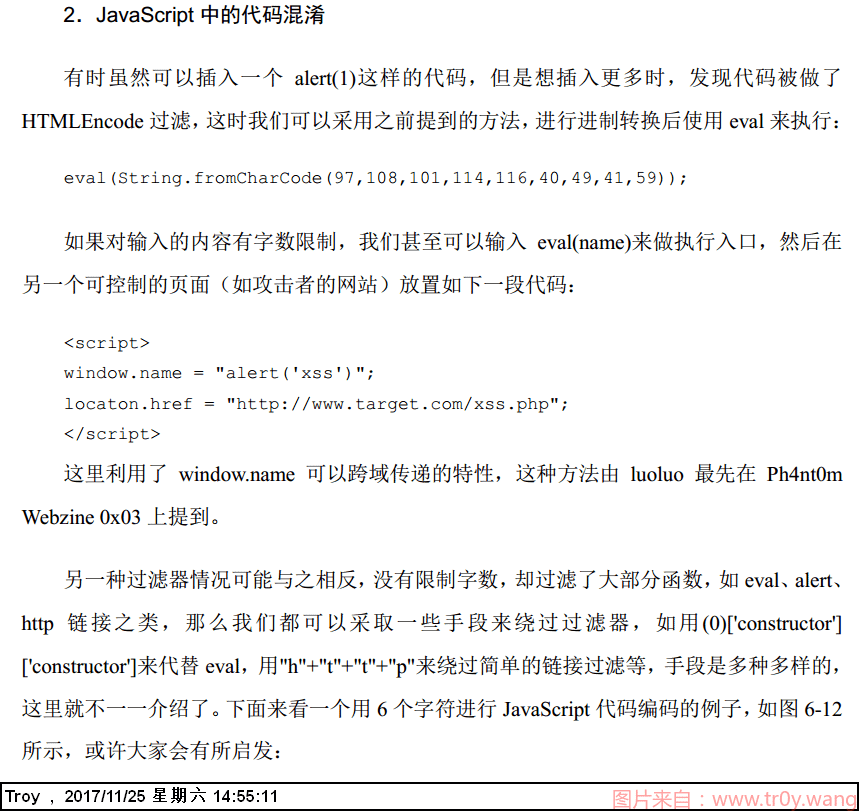 2．JavaScript 中的代码混淆
有时虽然可以插入一个 alert(1)这样的代码，但是想插入更多时，发现代码被做了
HTMLEncode 过滤，这时我们可以采用之前提到的方法，进行进制转换后使用 eval 来执行：
eval(String.fromCharCode(97,108,101,114,116,40,49,41,59));
如果对输入的内容有字数限制，我们甚至可以输入 eval(name)来做执行入口，然后在
另一个可控制的页面（如攻击者的网站）放置如下一段代码：
<script>
window.name = "alert('xss')";
locaton.href = "http://www.target.com/xss.php";
</script>
这里利用了 window.name 可以跨域传递的特性，这种方法由 luoluo 最先在 Ph4nt0m
Webzine 0x03 上提到。
另一种过滤器情况可能与之相反，没有限制字数，却过滤了大部分函数，如 eval、alert、
http 链接之类，那么我们都可以采取一些手段来绕过过滤器，如用(0)['constructor']
['constructor']来代替 eval，用"h"+"t"+"t"+"p"来绕过简单的链接过滤等，手段是多种多样的，
这里就不一一介绍了。下面来看一个用 6 个字符进行 JavaScript 代码编码的例子，如图 6-12
所示，或许大家会有所启发：
Troy , 2017/11/25 星期六 14:55:11
图片来自：www.tr0y.wang